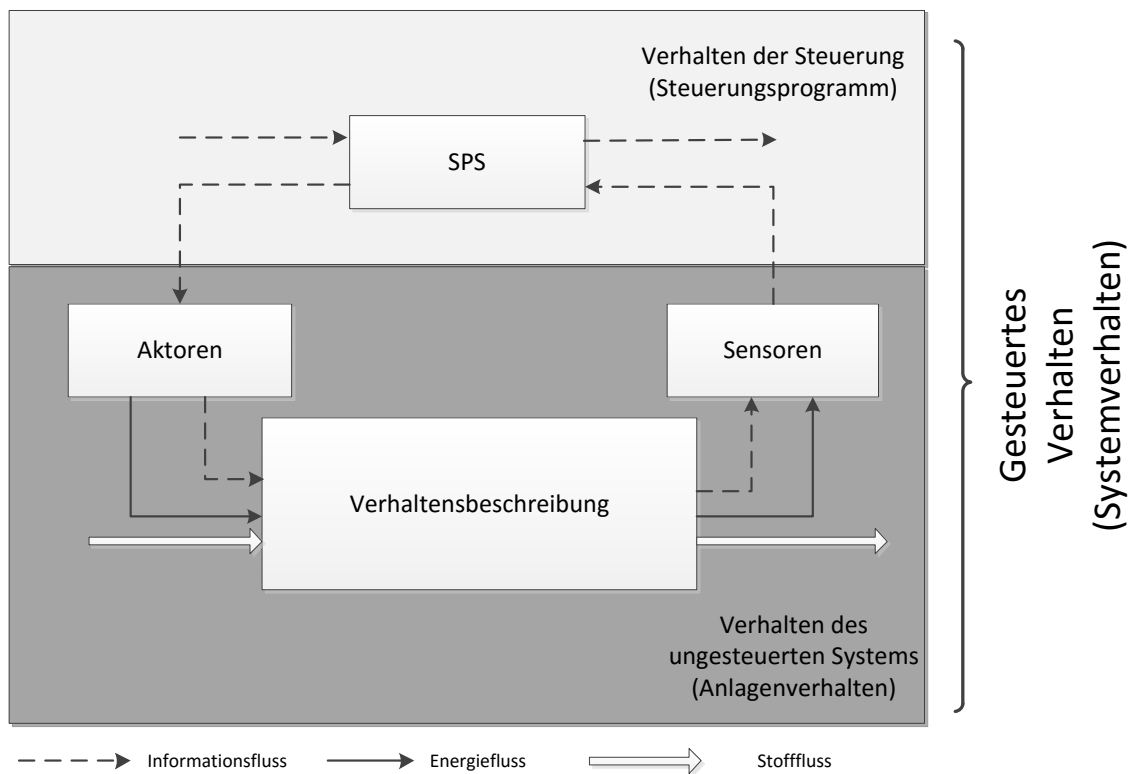 Verhalten der Steuerung
(Steuerungsprogramm)
SPS
Aktoren
Sensoren
Verhaltensbeschreibung
Verhalten des
ungesteuerten Systems
(Anlagenverhalten)
Gesteuertes
Verhalten
(Systemverhalten)
Informationsfluss
Energiefluss
Stofffluss